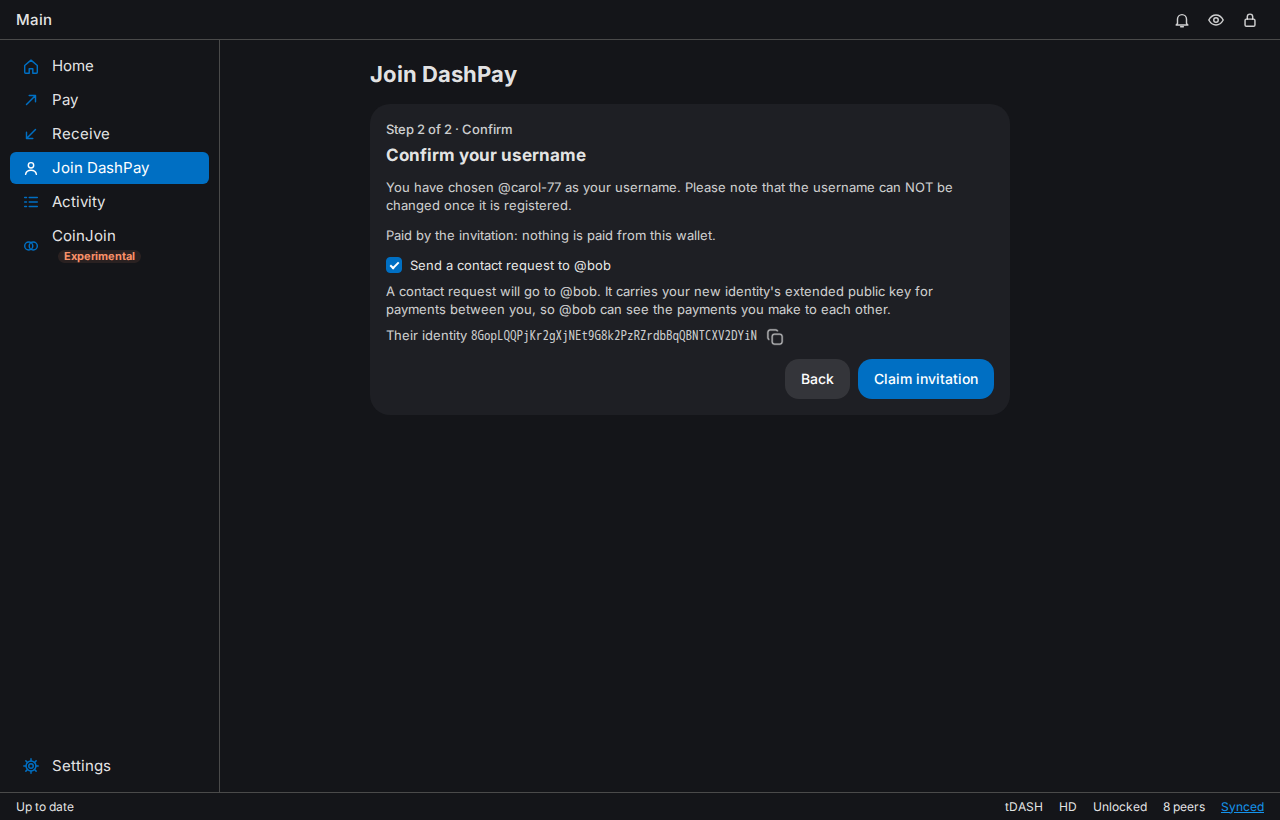 Main
Home
Pay
Receive
Join DashPay
Activity
CoinJoin
Experimental
Settings
Join DashPay
Step 2 of 2 · Confirm
Confirm your username
You have chosen @carol-77 as your username. Please note that the username can NOT be
changed once it is registered.
Paid by the invitation: nothing is paid from this wallet.
Send a contact request to @bob
A contact request will go to @bob. It carries your new identity's extended public key for
payments between you, so @bob can see the payments you make to each other.
Their identity 8GopLQQPjKr2gXjNEt9G8k2PzRZrdbBqQBNTCXV2DYiN
Back
Claim invitation
Up to date
tDASH
HD
Unlocked
8 peers
Synced